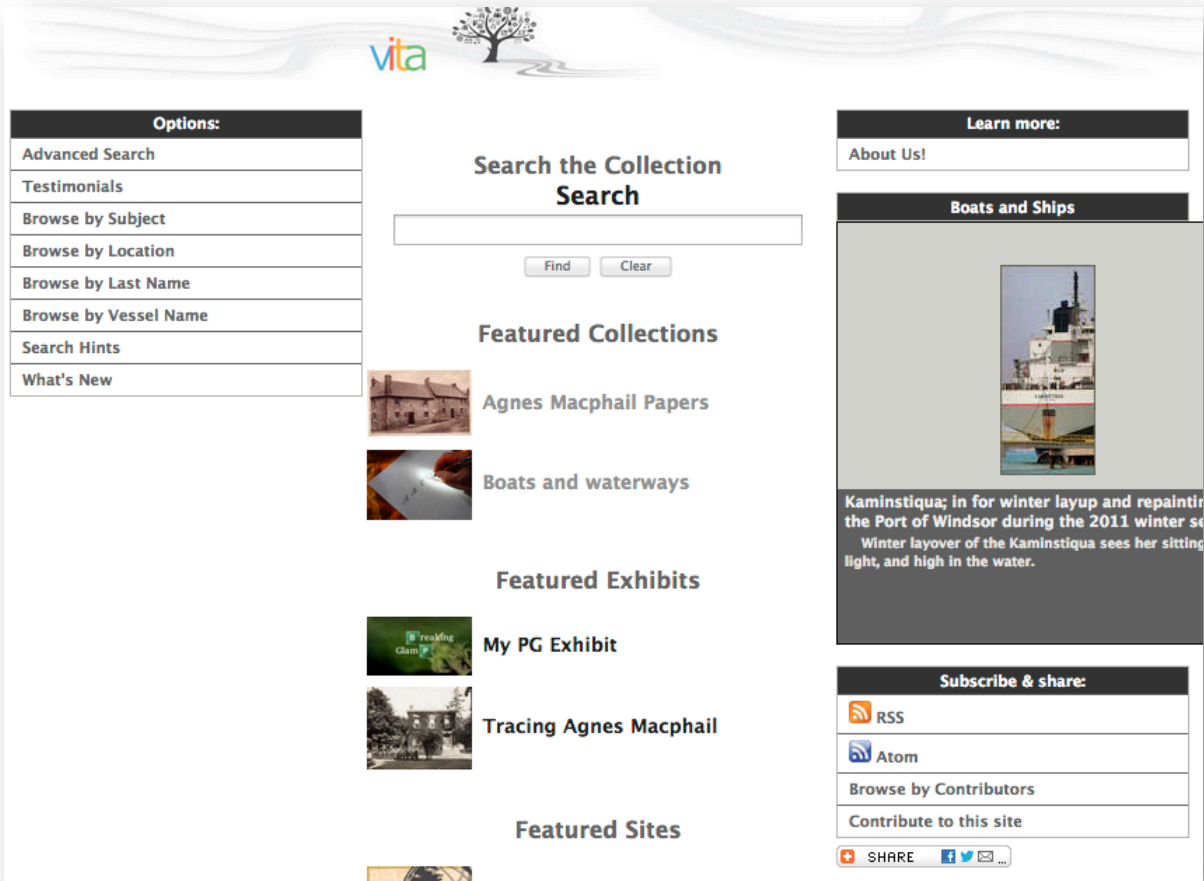 vita
Options:
Advanced Search
Testimonials
Browse by Subject
Browse by Location
Browse by Last Name
Browse by Vessel Name
Search Hints
What's New
Search the Collection
Search
Find
Clear
Featured Collections
Agnes Macphail Papers
Boats and waterways
Featured Exhibits
Breaking
Glam P
My PG Exhibit
Tracing Agnes Macphail
Featured Sites
Learn more:
About Us!
Boats and Ships
Kaminstiqua; in for winter layup and
the Port of Windsor during the 2011 winter
Winter layover of the Kaminstiqua sees her sitting
light, and high in the water.
Subscribe & share:
RSS
Atom
Browse by Contributors
Contribute to this site
SHARE ...